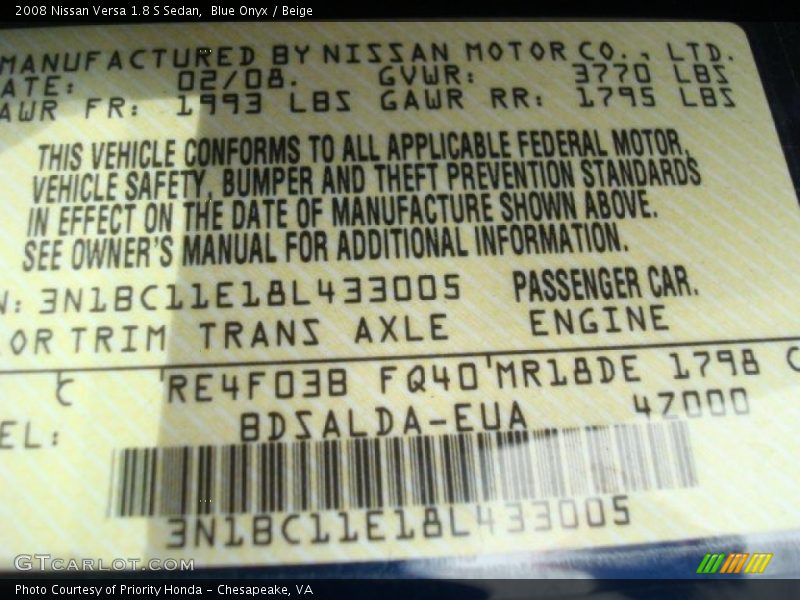 2008 Nissan Versa 1.8 S Sedan, Blue Onyx / Beige
MANUFACTURED BY NISSAN MOTOR CO., LTD.
ATE: 02/08. GVWR: 3770 LBS
AWR FR: 1993 LBS GAWR RR: 1795 LBS
THIS VEHICLE CONFORMS TO ALL APPLICABLE FEDERAL MOTOR,
VEHICLE SAFETY, BUMPER AND THEFT PREVENTION STANDARDS
IN EFFECT ON THE DATE OF MANUFACTURE SHOWN ABOVE.
SEE OWNER'S MANUAL FOR ADDITIONAL INFORMATION.
N: 3N1BC11E18L433005 PASSENGER CAR.
OR TRIM TRANS AXLE ENGINE
C RE4F03B FQ40 MR18DE 1798 C
EL: BDSALDA-EUA 47000
3N1BC11E18L433005
GTCarLot.com
Photo Courtesy of Priority Honda - Chesapeake, VA